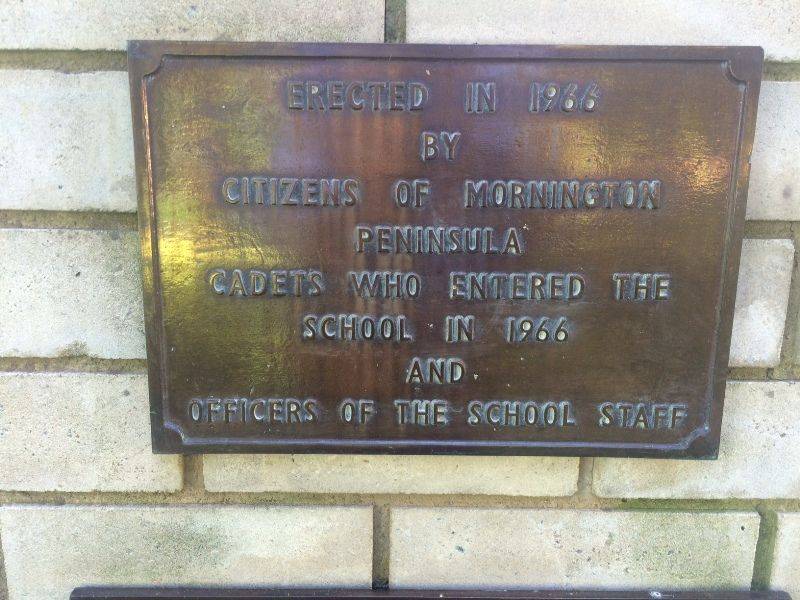 ERECTED IN 1966
BY
CITIZENS OF MORNINGTON
PENINSULA
CADETS WHO ENTERED THE
SCHOOL IN 1966
AND
OFFICERS OF THE SCHOOL STAFF